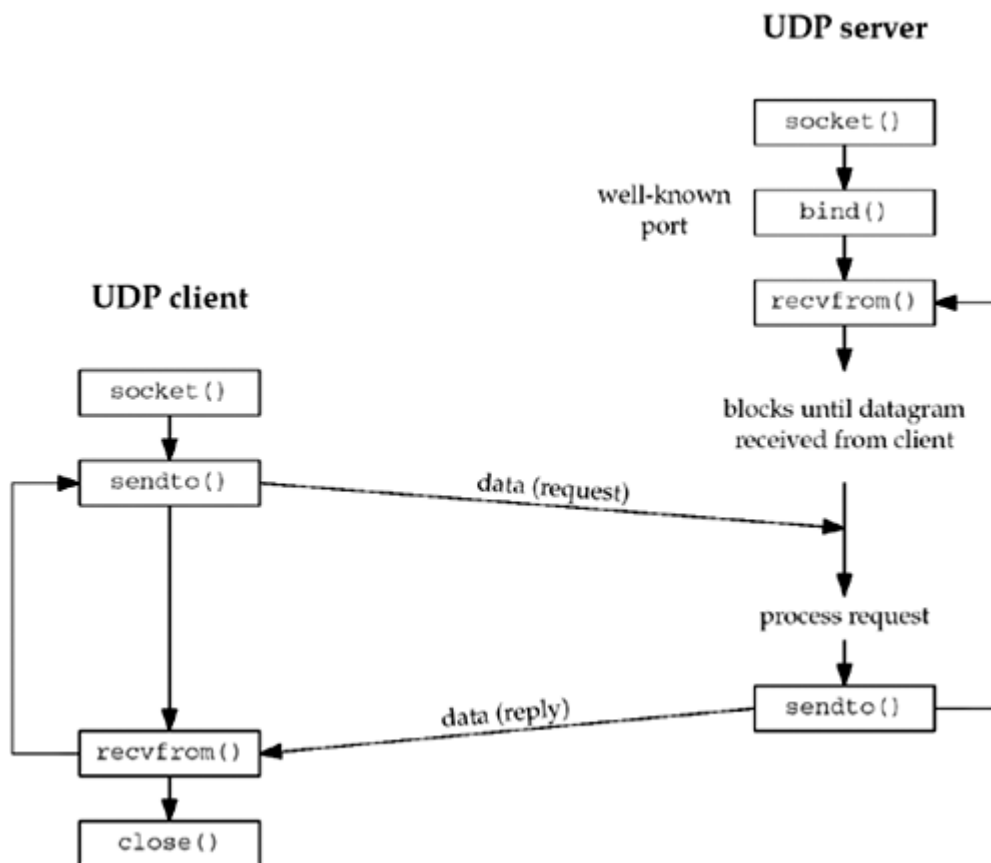 UDP server
socket()
well-known
port
bind()
recvfrom()
UDP client
socket()
blocks until datagram
received from client
sendto()
data (request)
process request
sendto()
data (reply)
recvfrom()
close()